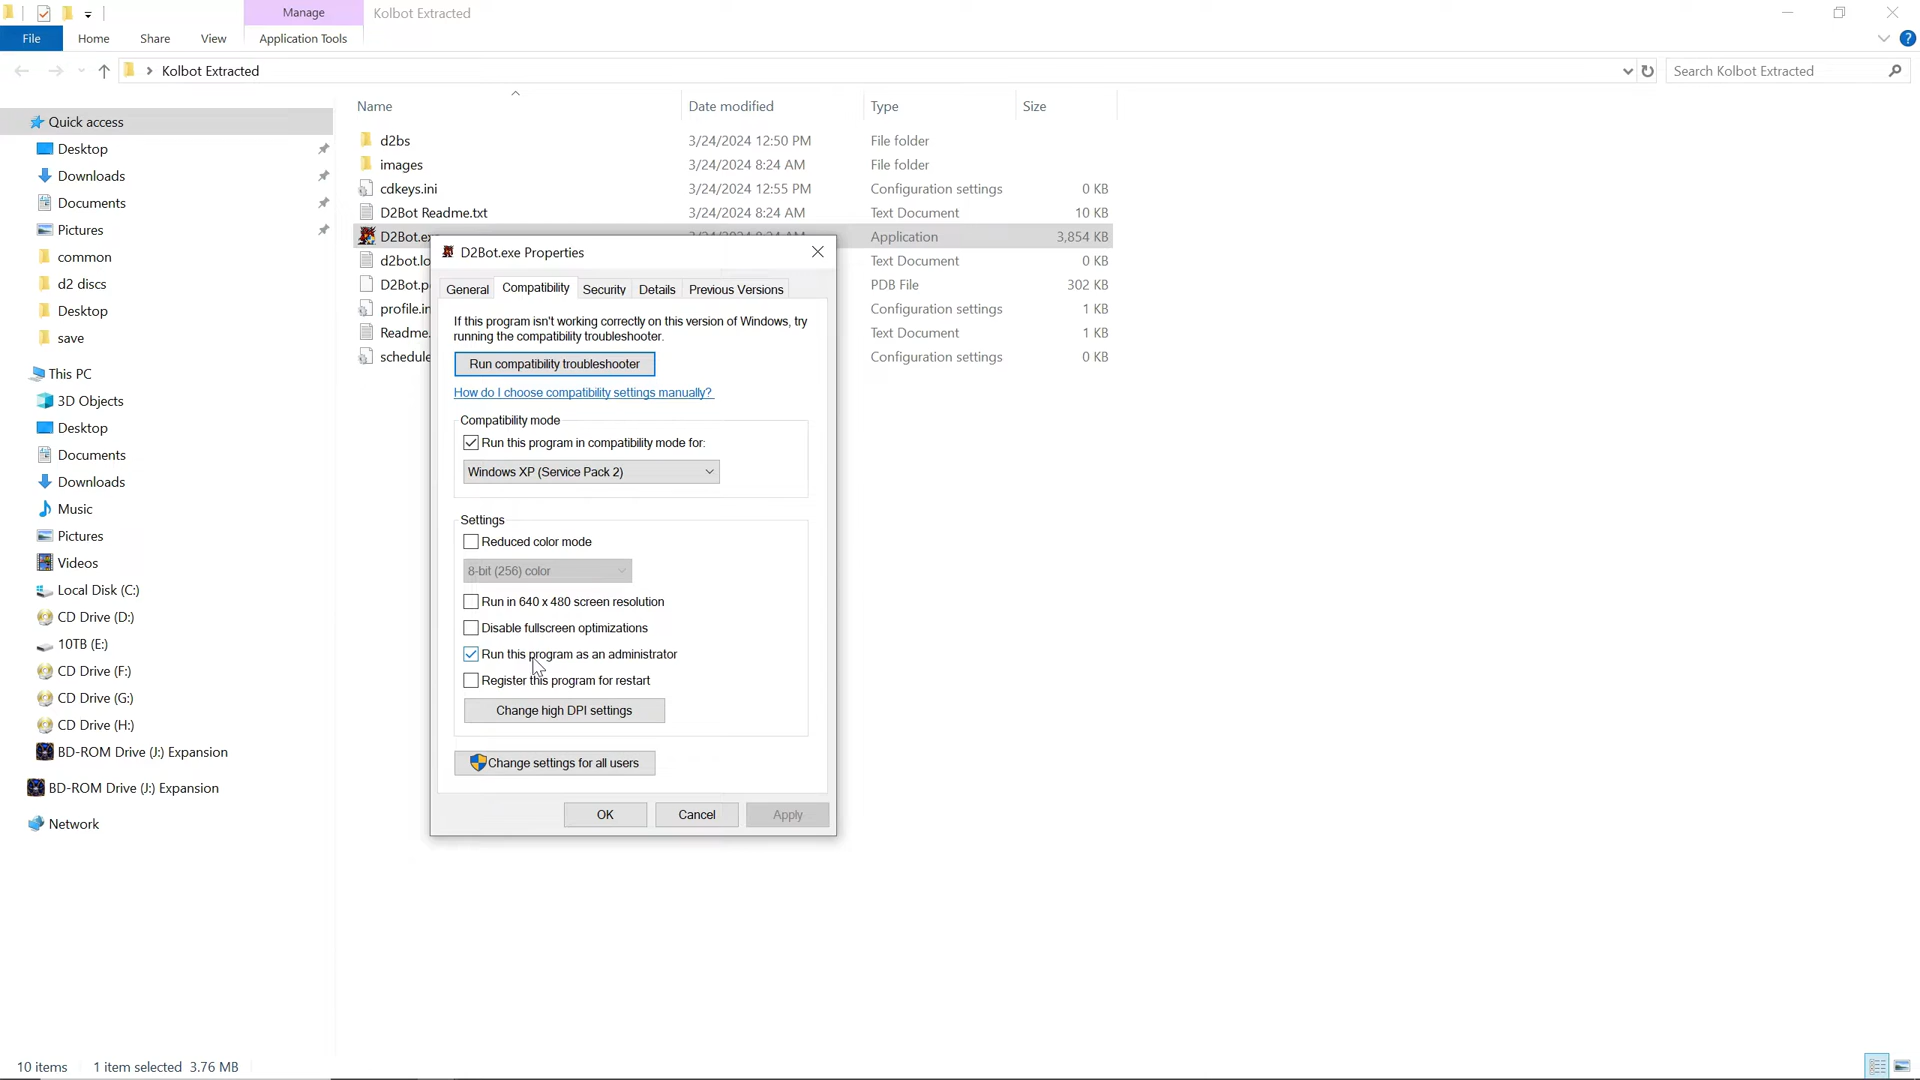 Manage
Kolbot Extracted
File
Home
Share
View
Application Tools
Kolbot Extracted
Search Kolbot Extracted
Name
Date modified
Type
Size
Quick access
Desktop
Downloads
Documents
Pictures
common
d2 discs
Desktop
save
This PC
3D Objects
Desktop
Documents
Downloads
Music
Pictures
Videos
Local Disk (C:)
CD Drive (D:)
10TB (E:)
CD Drive (F:)
CD Drive (G:)
CD Drive (H:)
BD-ROM Drive (J:) Expansion
BD-ROM Drive (J:) Expansion
Network
d2bs 3/24/2024 12:50 PM File folder
images 3/24/2024 8:24 AM File folder
cdkeys.ini 3/24/2024 12:55 PM Configuration settings 0 KB
D2Bot Readme.txt 3/24/2024 8:24 AM Text Document 10 KB
D2Bot.ex Application 3,854 KB
d2bot.lo Text Document 0 KB
D2Bot.p PDB File 302 KB
profile.in Configuration settings 1 KB
Readme. Text Document 1 KB
schedule Configuration settings 0 KB
D2Bot.exe Properties
General
Compatibility
Security
Details
Previous Versions
If this program isn't working correctly on this version of Windows, try
running the compatibility troubleshooter.
Run compatibility troubleshooter
How do I choose compatibility settings manually?
Compatibility mode
Run this program in compatibility mode for:
Windows XP (Service Pack 2)
Settings
Reduced color mode
8-bit (256) color
Run in 640 x 480 screen resolution
Disable fullscreen optimizations
Run this program as an administrator
Register this program for restart
Change high DPI settings
Change settings for all users
OK
Cancel
Apply
10 items
1 item selected 3.76 MB